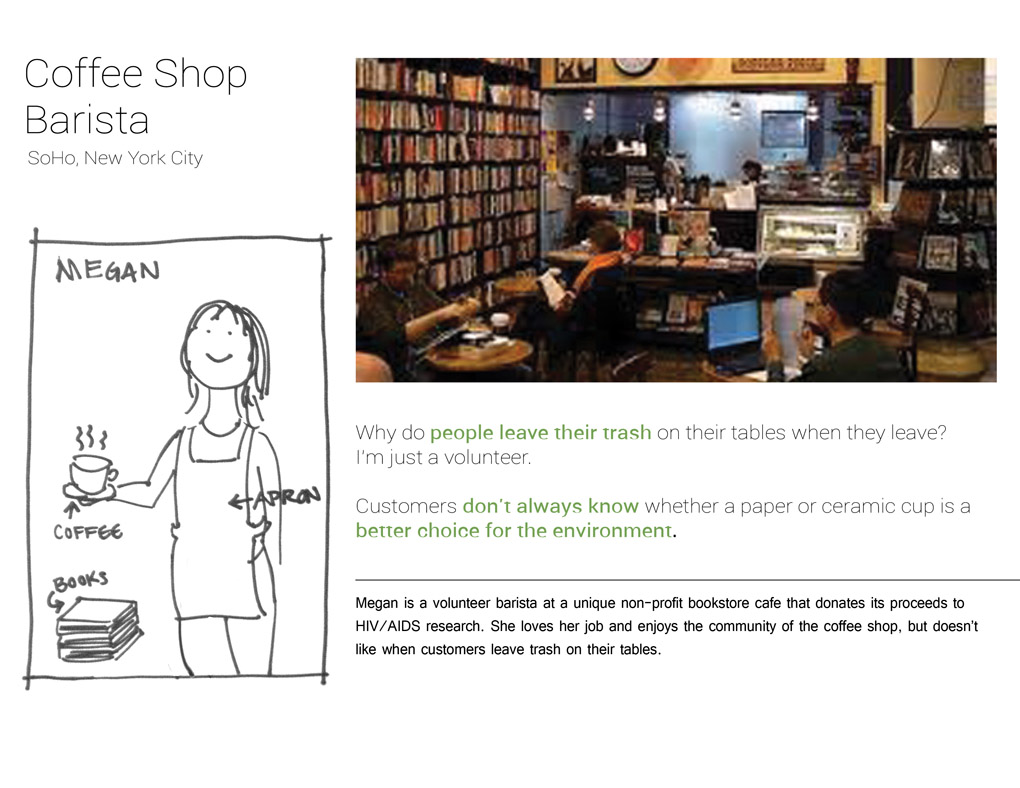 Coffee Shop
Barista
SoHo, New York City
MEGAN
APRON
COFFEE
BOOKS
Why do people leave their trash on their tables when they leave?
I'm just a volunteer.
Customers don't always know whether a paper or ceramic cup is a
better choice for the environment.
Megan is a volunteer barista at a unique non-profit bookstore cafe that donates its proceeds to
HIV/AIDS research. She loves her job and enjoys the community of the coffee shop, but doesn't
like when customers leave trash on their tables.